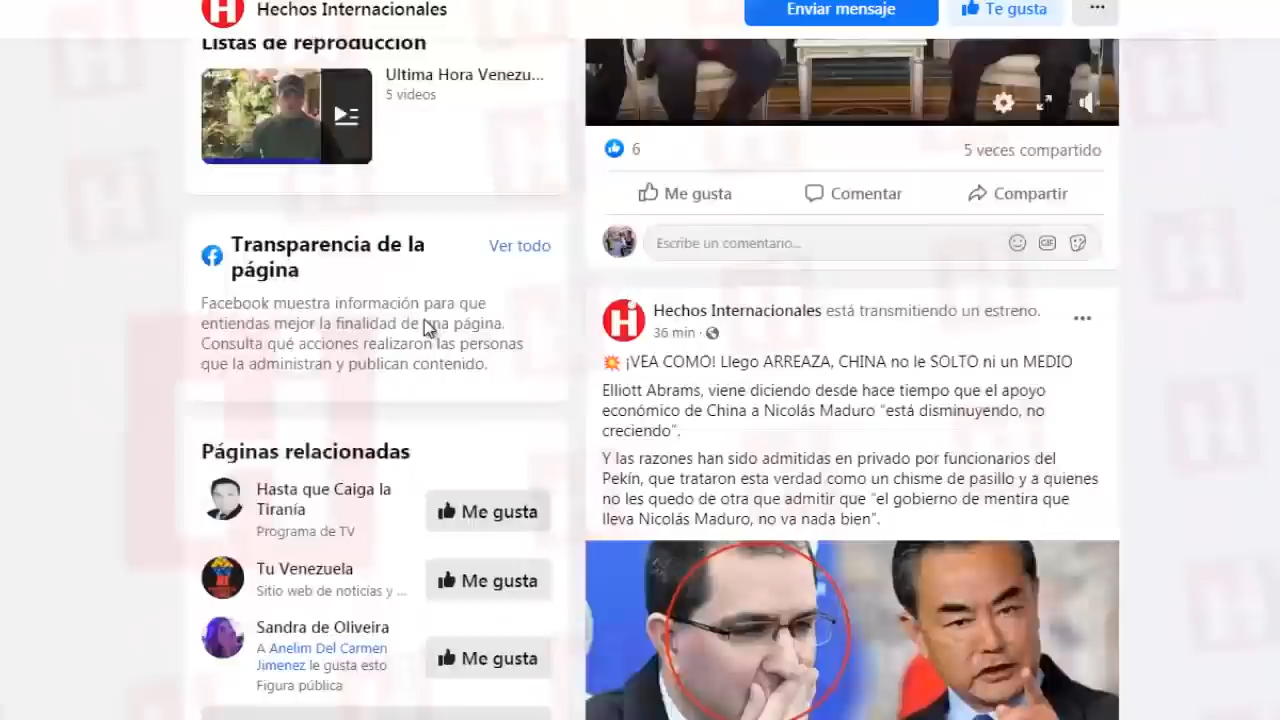 Hechos Internacionales
Enviar mensaje
Te gusta
Listas de reproducción
Ultima Hora Venezu...
5 videos
Transparencia de la
página
Ver todo
Facebook muestra información para que
entiendas mejor la finalidad de una página.
Consulta qué acciones realizaron las personas
que la administran y publican contenido.
Páginas relacionadas
Hasta que Caiga la
Tiranía
Programa de TV
Me gusta
Tu Venezuela
Sitio web de noticias y ...
Me gusta
Sandra de Oliveira
A Anelim Del Carmen
Jimenez le gusta esto
Figura pública
Me gusta
6
5 veces compartido
Me gusta
Comentar
Compartir
Escribe un comentario...
GIF
Hechos Internacionales está transmitiendo un estreno.
36 min ·
¡VEA COMO! Llego ARREAZA, CHINA no le SOLTO ni un MEDIO
Elliott Abrams, viene diciendo desde hace tiempo que el apoyo
económico de China a Nicolás Maduro "está disminuyendo, no
creciendo".
Y las razones han sido admitidas en privado por funcionarios del
Pekín, que trataron esta verdad como un chisme de pasillo y a quienes
no les quedo de otra que admitir que "el gobierno de mentira que
lleva Nicolás Maduro, no va nada bien".